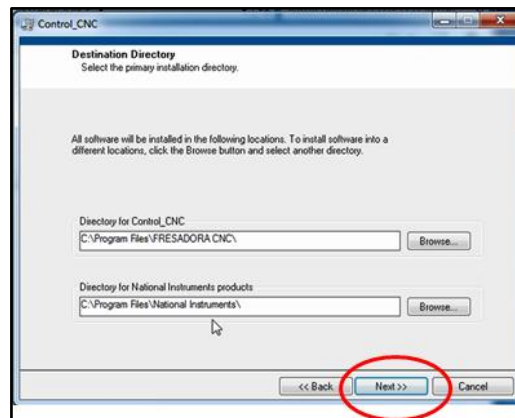 Control_CNC
Destination Directory
Select the primary installation directory.
All software will be installed in the following locations. To install software into a
different locations, click the Browse button and select another directory.
Directory for Control_CNC
C:\Program Files\FRESADORA CNC\
Browse...
Directory for National Instruments products
C:\Program Files\National Instruments\
Browse...
<< Back
Next >>
Cancel